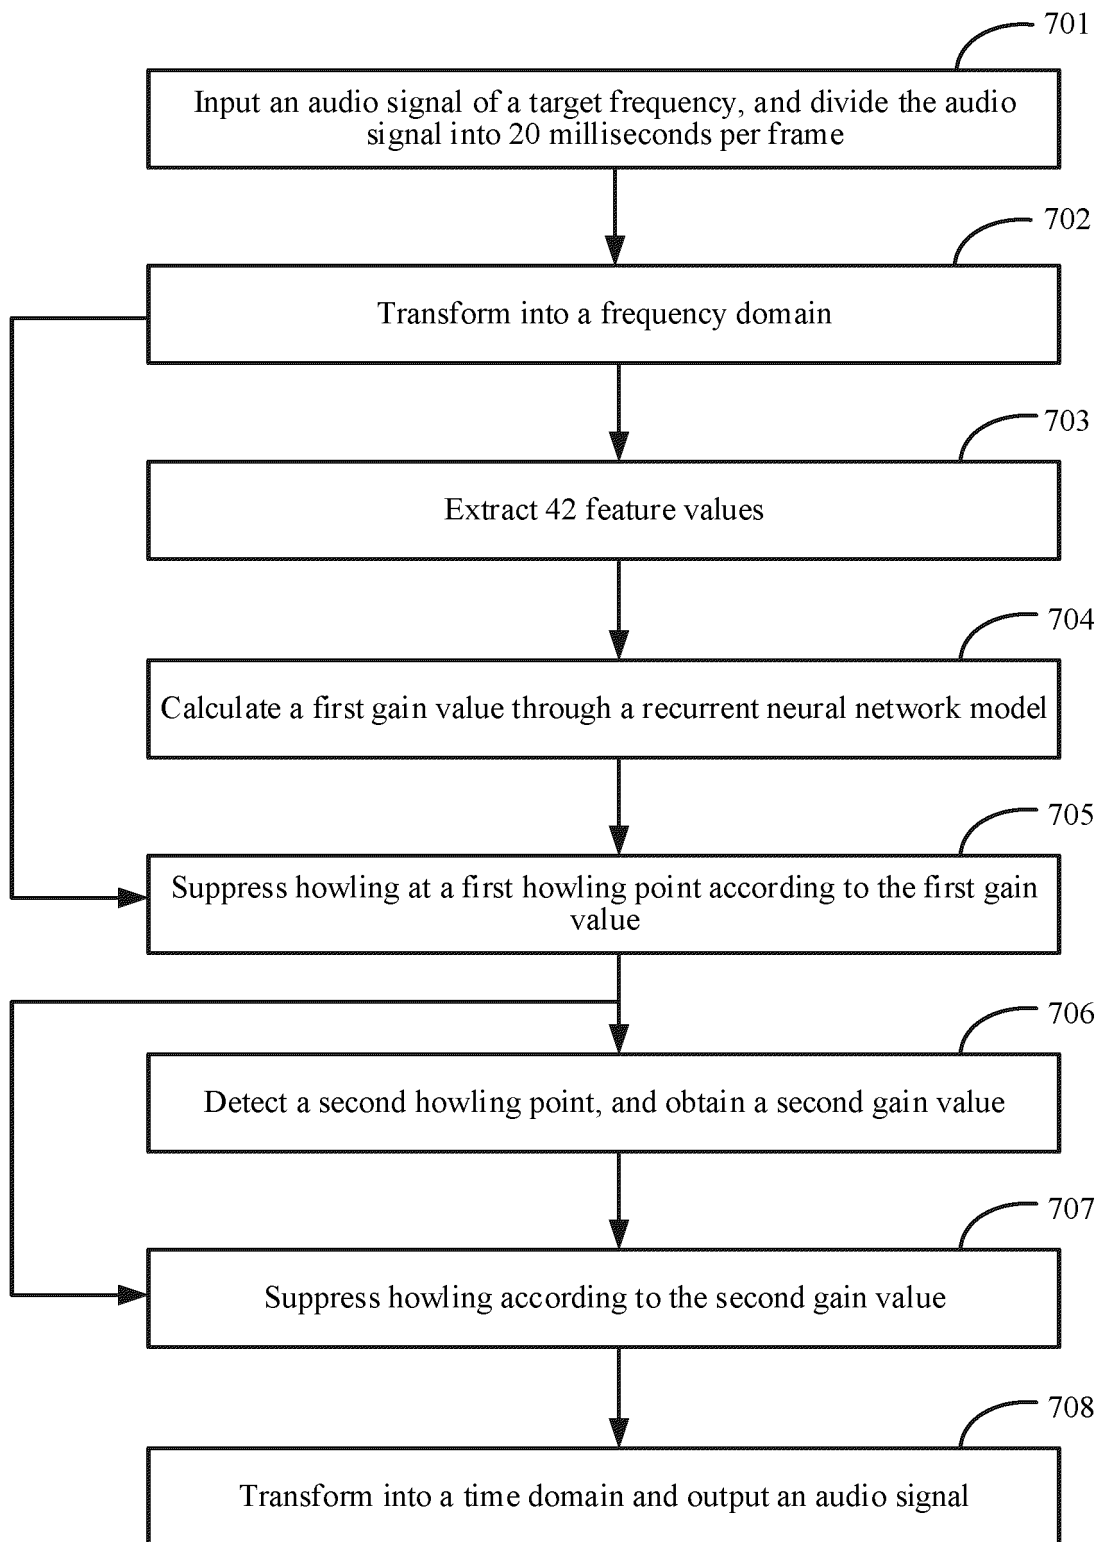 701
Input an audio signal of a target frequency, and divide the audio
signal into 20 milliseconds per frame
702
Transform into a frequency domain
703
Extract 42 feature values
704
Calculate a first gain value through a recurrent neural network model
705
Suppress howling at a first howling point according to the first gain
value
706
Detect a second howling point, and obtain a second gain value
707
Suppress howling according to the second gain value
708
Transform into a time domain and output an audio signal